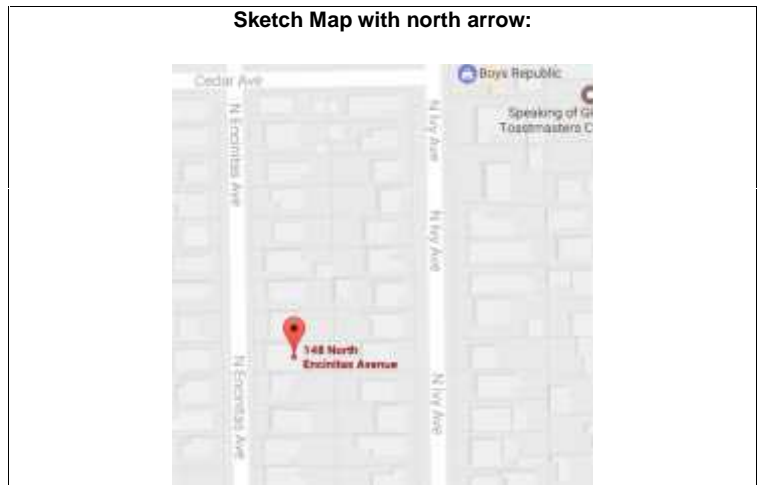 Sketch Map with north arrow:
Cedar Ave
Boys Republic
Speaking of
Toastmasters C
N Encinitas Ave
N Ivy Ave
N Ivy Ave
148 North
Encinitas Avenue
N Encinitas Ave
N Ivy Ave